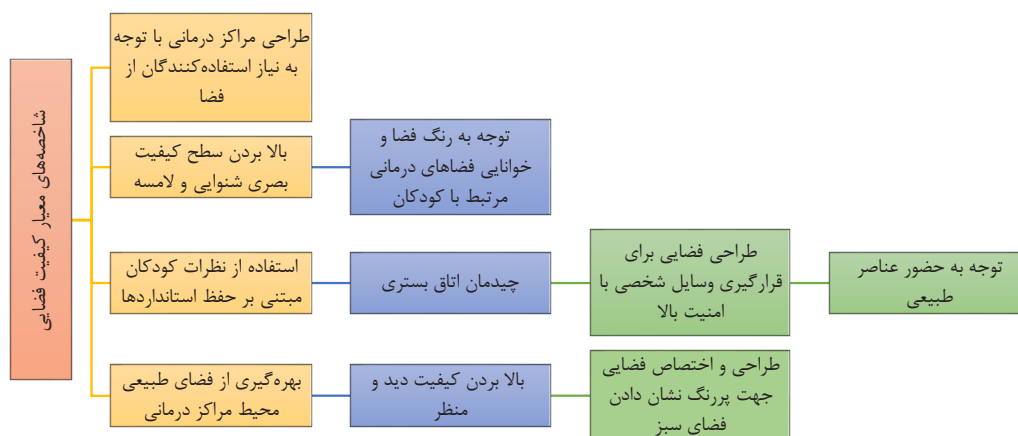 شاخصه‌های معیار کیفیت فضایی
طراحی مراکز درمانی با توجه
به نیاز استفاده‌کنندگان از
فضا
بالا بردن سطح کیفیت
بصری شنوایی و لامسه
توجه به رنگ فضا و
خوانایی فضاهای درمانی
مرتبط با کودکان
استفاده از نظرات کودکان
مبتنی بر حفظ استانداردها
چیدمان اتاق بستری
طراحی فضایی برای
قرارگیری وسایل شخصی با
امنیت بالا
توجه به حضور عناصر
طبیعی
بهره‌گیری از فضای طبیعی
محیط مراکز درمانی
بالا بردن کیفیت دید و
منظر
طراحی و اختصاص فضایی
جهت پررنگ نشان دادن
فضای سبز